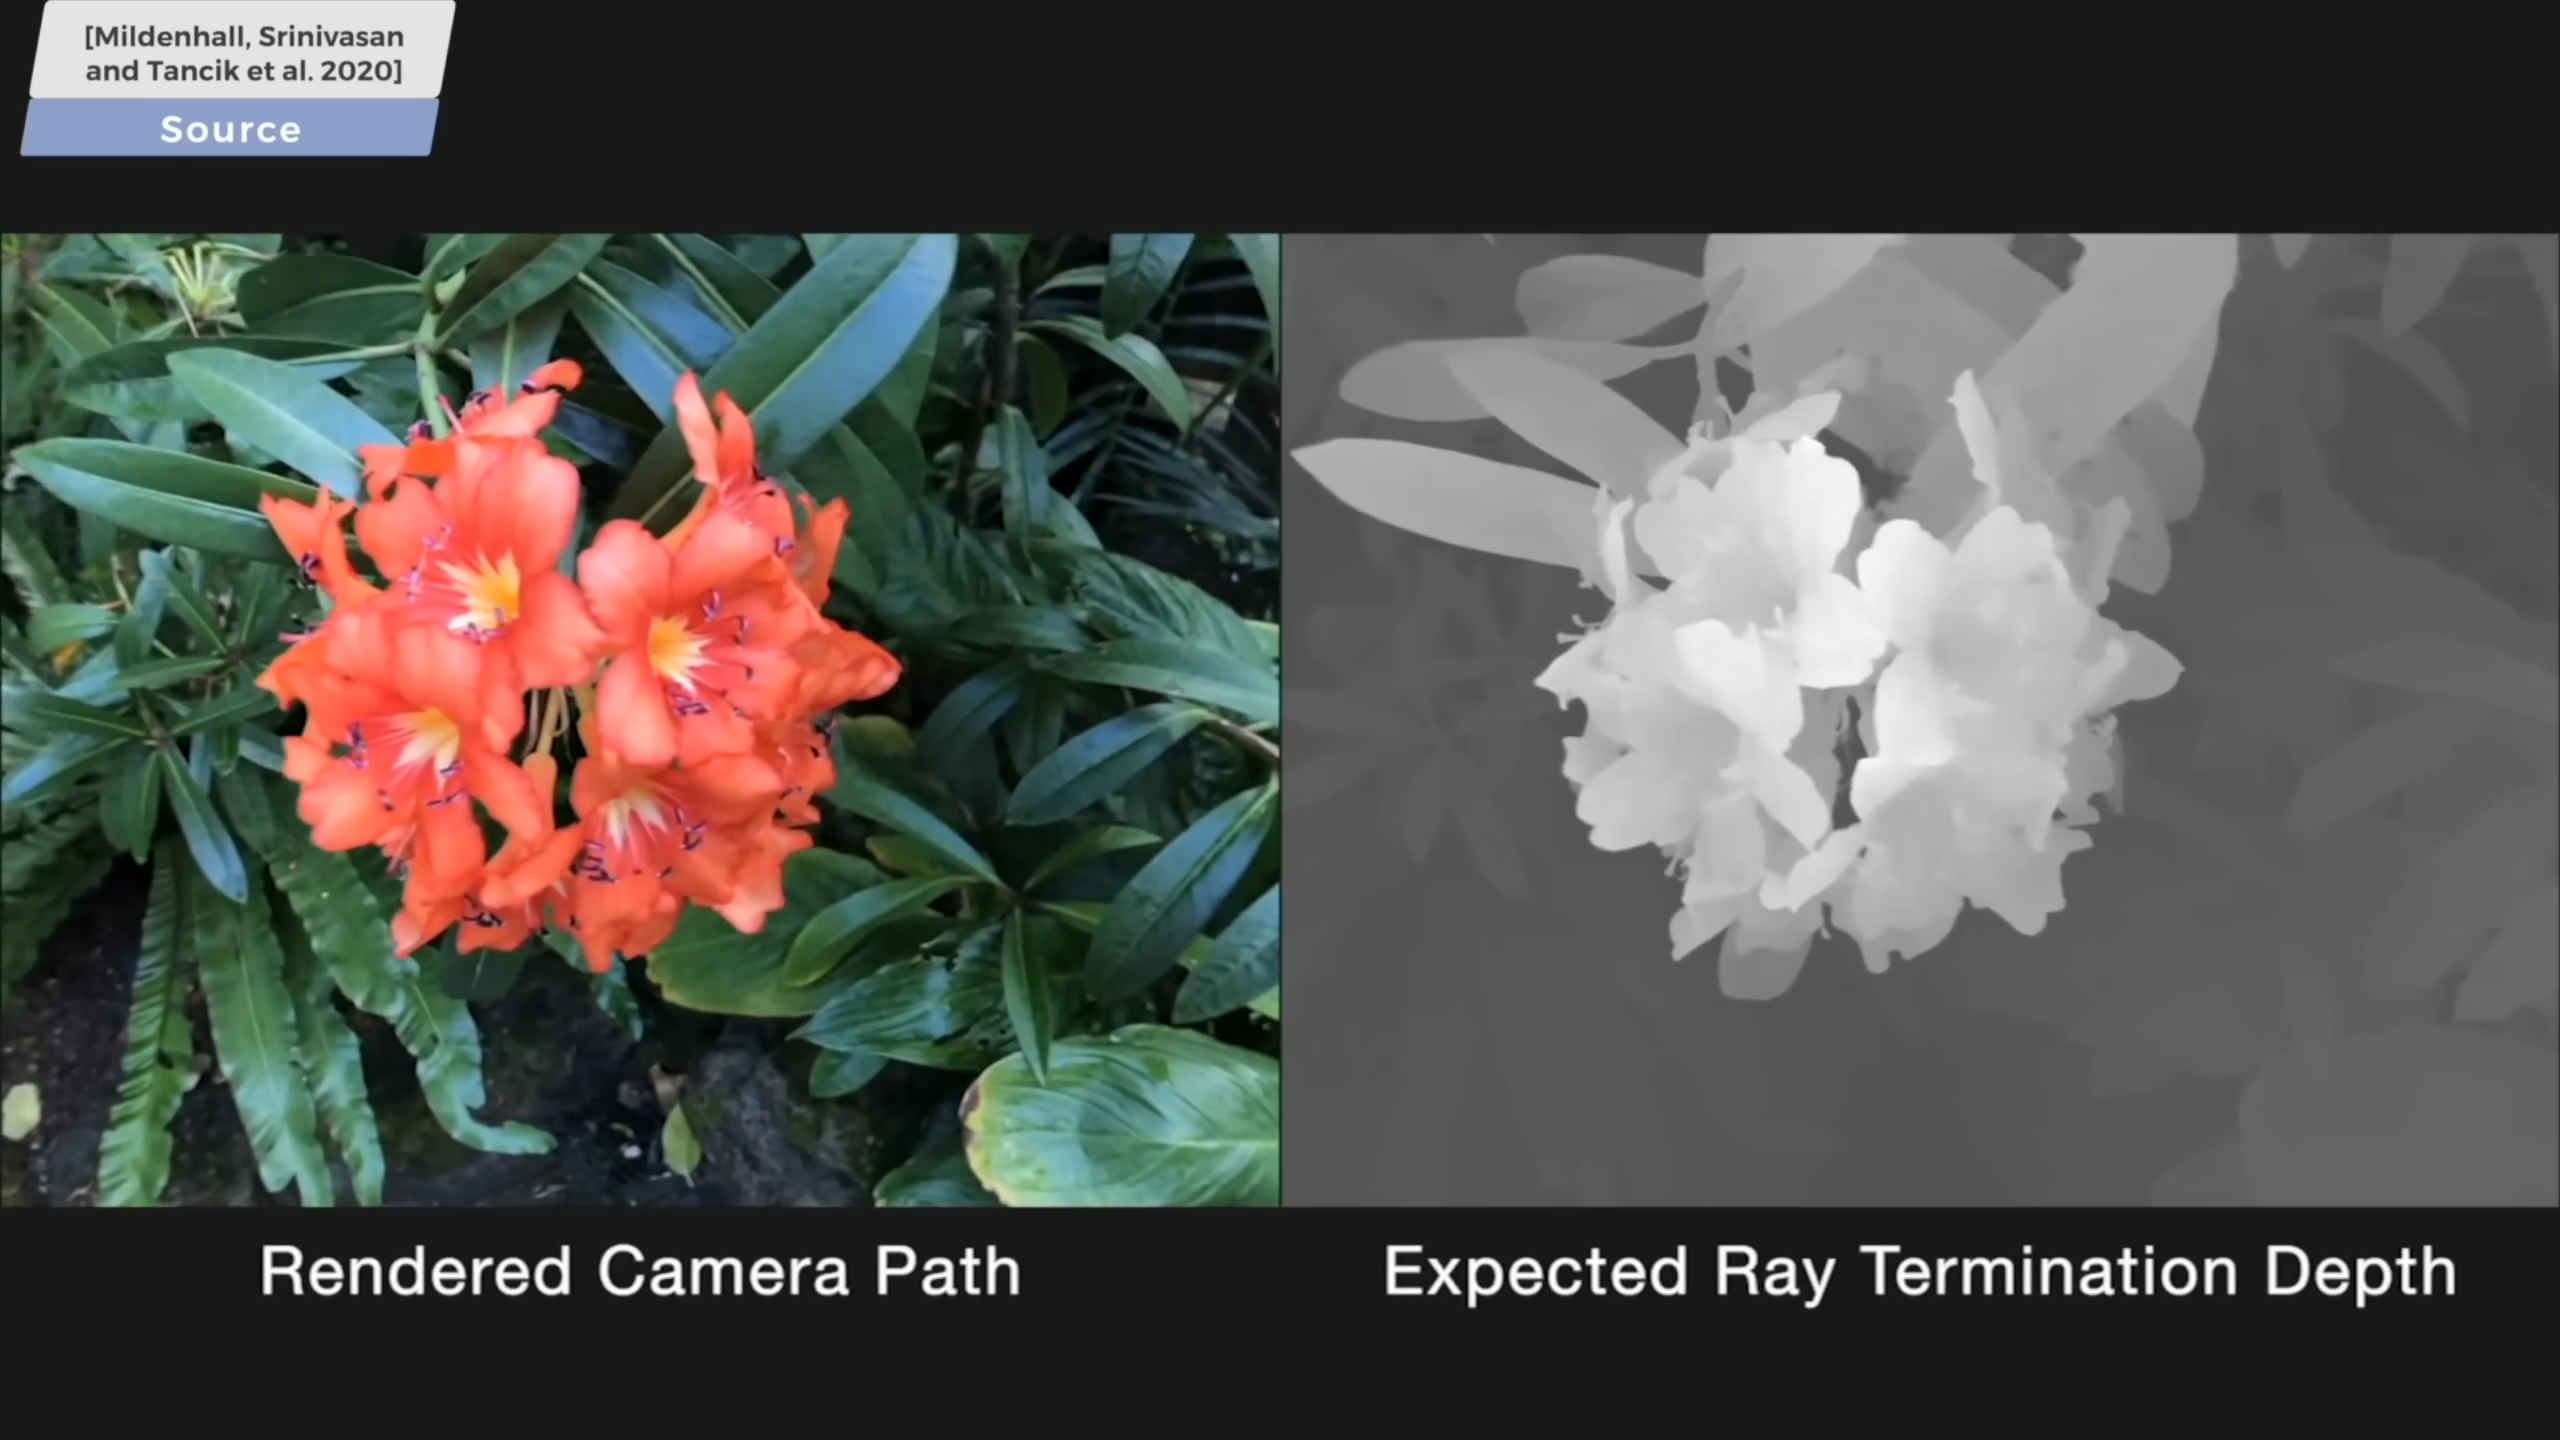 [Mildenhall, Srinivasan
and Tancik et al. 2020]
Source
Rendered Camera Path
Expected Ray Termination Depth